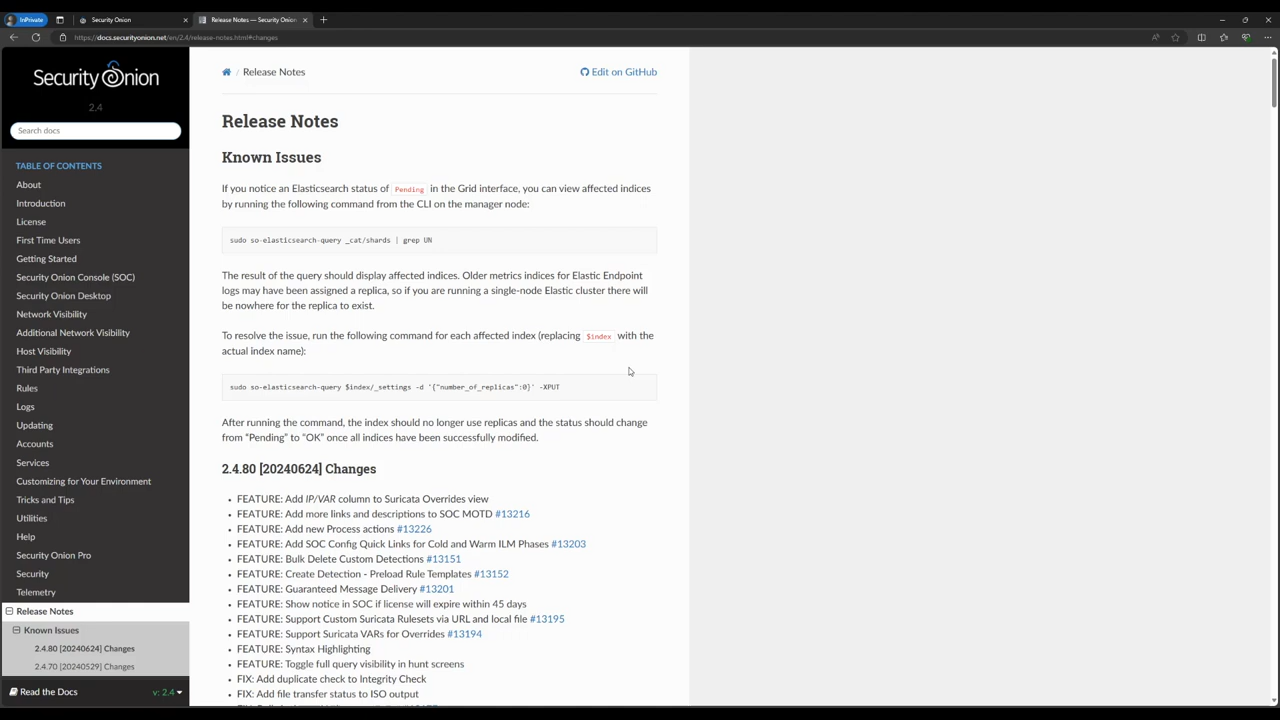 InPrivate
Security Onion
Release Notes — Security Onion
https://docs.securityonion.net/en/2.4/release-notes.html#changes
Security Onion
2.4
Search docs
TABLE OF CONTENTS
About
Introduction
License
First Time Users
Getting Started
Security Onion Console (SOC)
Security Onion Desktop
Network Visibility
Additional Network Visibility
Host Visibility
Third Party Integrations
Rules
Logs
Updating
Accounts
Services
Customizing for Your Environment
Tricks and Tips
Utilities
Help
Security Onion Pro
Security
Telemetry
Release Notes
Known Issues
2.4.80 [20240624] Changes
2.4.70 [20240529] Changes
Read the Docs
v: 2.4
/ Release Notes
Edit on GitHub
Release Notes
Known Issues
If you notice an Elasticsearch status of Pending in the Grid interface, you can view affected indices
by running the following command from the CLI on the manager node:
sudo so-elasticsearch-query _cat/shards | grep UN
The result of the query should display affected indices. Older metrics indices for Elastic Endpoint
logs may have been assigned a replica, so if you are running a single-node Elastic cluster there will
be nowhere for the replica to exist.
To resolve the issue, run the following command for each affected index (replacing $index with the
actual index name):
sudo so-elasticsearch-query $index/_settings -d '{"number_of_replicas":0}' -XPUT
After running the command, the index should no longer use replicas and the status should change
from “Pending” to “OK” once all indices have been successfully modified.
2.4.80 [20240624] Changes
• FEATURE: Add IP/VAR column to Suricata Overrides view
• FEATURE: Add more links and descriptions to SOC MOTD #13216
• FEATURE: Add new Process actions #13226
• FEATURE: Add SOC Config Quick Links for Cold and Warm ILM Phases #13203
• FEATURE: Bulk Delete Custom Detections #13151
• FEATURE: Create Detection - Preload Rule Templates #13152
• FEATURE: Guaranteed Message Delivery #13201
• FEATURE: Show notice in SOC if license will expire within 45 days
• FEATURE: Support Custom Suricata Rulesets via URL and local file #13195
• FEATURE: Support Suricata VARs for Overrides #13194
• FEATURE: Syntax Highlighting
• FEATURE: Toggle full query visibility in hunt screens
• FIX: Add duplicate check to Integrity Check
• FIX: Add file transfer status to ISO output